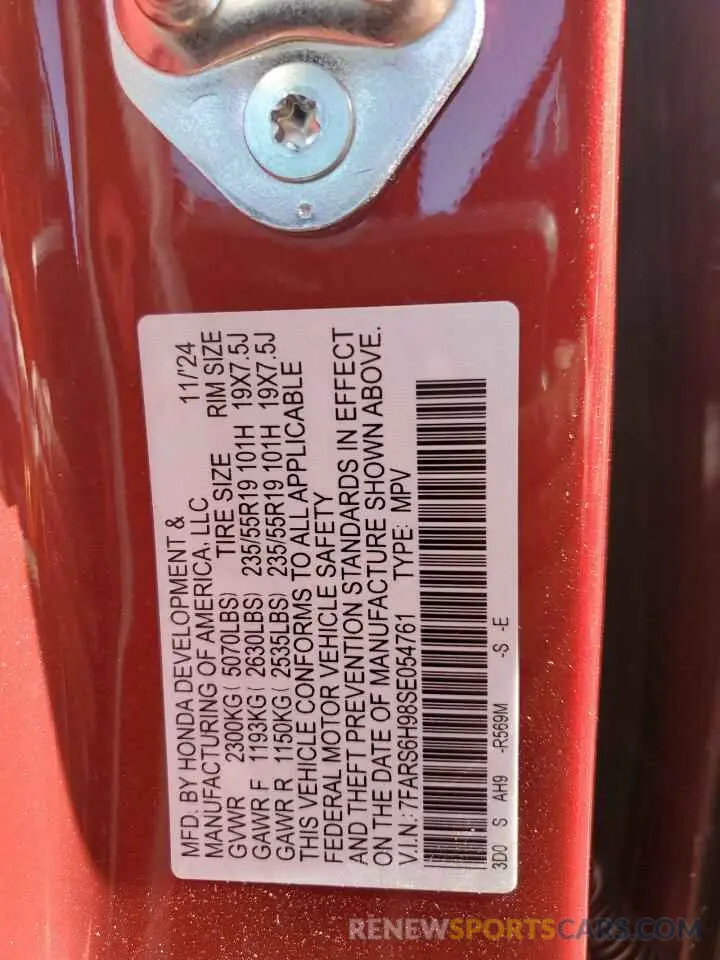 MFD. BY HONDA DEVELOPMENT & 11/'24
MANUFACTURING OF AMERICA, LLC
TIRE SIZE RIM SIZE
GVWR 2300KG ( 5070LBS)
GAWR F 1193KG ( 2630LBS) 235/55R19 101H 19X7.5J
GAWR R 1150KG ( 2535LBS) 235/55R19 101H 19X7.5J
THIS VEHICLE CONFORMS TO ALL APPLICABLE
FEDERAL MOTOR VEHICLE SAFETY
AND THEFT PREVENTION STANDARDS IN EFFECT
ON THE DATE OF MANUFACTURE SHOWN ABOVE.
V.I.N.: 7FARS6H98SE054761 TYPE: MPV
3D0 S AH9 -R569M -S -E
RENEWSPORTSCARS.COM